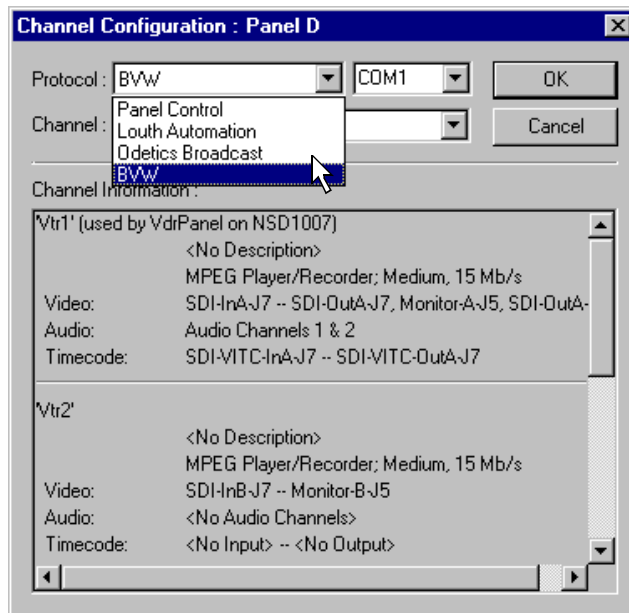 Channel Configuration : Panel D
Protocol : BVW COM1 OK
Panel Control
Louth Automation
Odetics Broadcast
BVW
Channel : Cancel
Channel Information :
'Vtr1' (used by VdrPanel on NSD1007)
<No Description>
MPEG Player/Recorder; Medium, 15 Mb/s
Video: SDI-InA-J7 -- SDI-OutA-J7, Monitor-A-J5, SDI-OutA-
Audio: Audio Channels 1 & 2
Timecode: SDI-VITC-InA-J7 -- SDI-VITC-OutA-J7
'Vtr2'
<No Description>
MPEG Player/Recorder; Medium, 15 Mb/s
Video: SDI-InB-J7 -- Monitor-B-J5
Audio: <No Audio Channels>
Timecode: <No Input> -- <No Output>